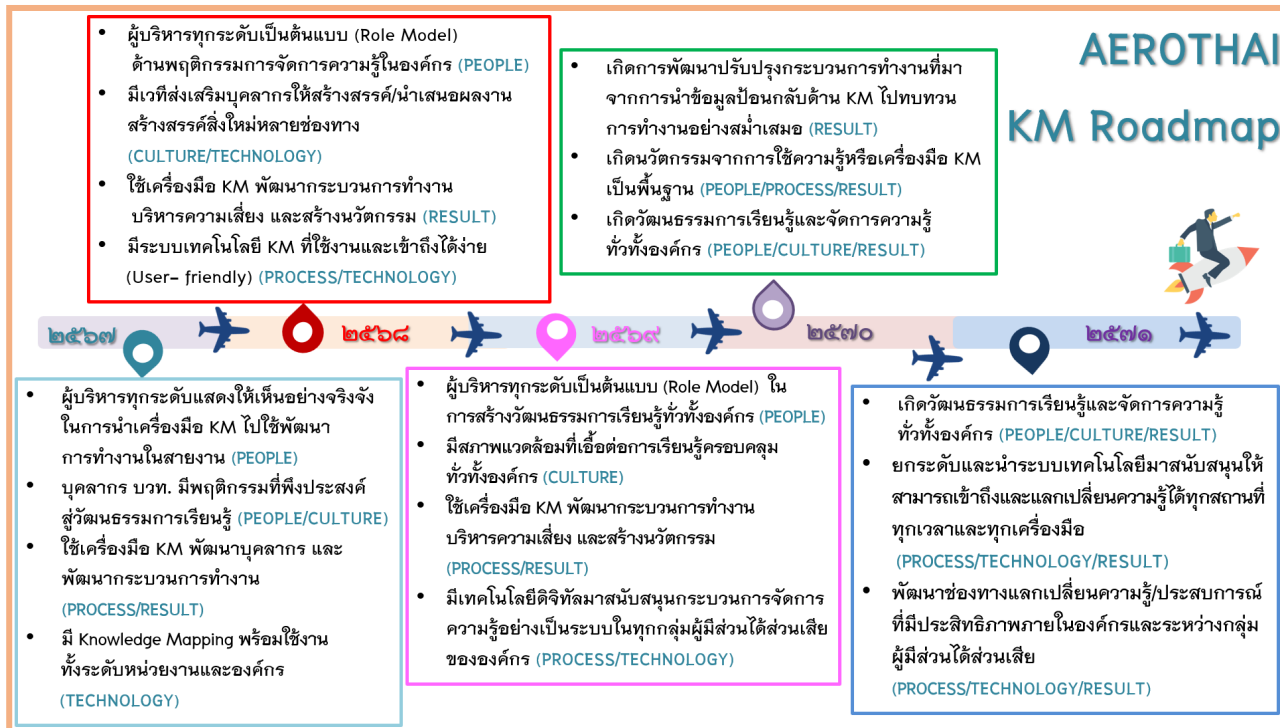 AEROTHAI
KM Roadmap
• ผู้บริหารทุกระดับเป็นต้นแบบ (Role Model)
ด้านพฤติกรรมการจัดการความรู้ในองค์กร (PEOPLE)
• มีเวทีส่งเสริมบุคลากรให้สร้างสรรค์/นำเสนอผลงาน
สร้างสรรค์สิ่งใหม่หลายช่องทาง
(CULTURE/TECHNOLOGY)
• ใช้เครื่องมือ KM พัฒนากระบวนการทำงาน
บริหารความเสี่ยง และสร้างนวัตกรรม (RESULT)
• มีระบบเทคโนโลยี KM ที่ใช้งานและเข้าถึงได้ง่าย
(User- friendly) (PROCESS/TECHNOLOGY)
• เกิดการพัฒนาปรับปรุงกระบวนการทำงานที่มา
จากการนำข้อมูลป้อนกลับด้าน KM ไปทบทวน
การทำงานอย่างสม่ำเสมอ (RESULT)
• เกิดนวัตกรรมจากการใช้ความรู้หรือเครื่องมือ KM
เป็นพื้นฐาน (PEOPLE/PROCESS/RESULT)
• เกิดวัฒนธรรมการเรียนรู้และจัดการความรู้
ทั่วทั้งองค์กร (PEOPLE/CULTURE/RESULT)
๒๕๖๗
๒๕๖๘
๒๕๖๙
๒๕๗๐
๒๕๗๑
• ผู้บริหารทุกระดับแสดงให้เห็นอย่างจริงจัง
ในการนำเครื่องมือ KM ไปใช้พัฒนา
การทำงานในสายงาน (PEOPLE)
• บุคลากร บวท. มีพฤติกรรมที่พึงประสงค์
สู่วัฒนธรรมการเรียนรู้ (PEOPLE/CULTURE)
• ใช้เครื่องมือ KM พัฒนาบุคลากร และ
พัฒนากระบวนการทำงาน
(PROCESS/RESULT)
• มี Knowledge Mapping พร้อมใช้งาน
ทั้งระดับหน่วยงานและองค์กร
(TECHNOLOGY)
• ผู้บริหารทุกระดับเป็นต้นแบบ (Role Model) ใน
การสร้างวัฒนธรรมการเรียนรู้ทั่วทั้งองค์กร (PEOPLE)
• มีสภาพแวดล้อมที่เอื้อต่อการเรียนรู้ครอบคลุม
ทั่วทั้งองค์กร (CULTURE)
• ใช้เครื่องมือ KM พัฒนากระบวนการทำงาน
บริหารความเสี่ยง และสร้างนวัตกรรม
(PROCESS/RESULT)
• มีเทคโนโลยีดิจิทัลมาสนับสนุนกระบวนการจัดการ
ความรู้อย่างเป็นระบบในทุกกลุ่มผู้มีส่วนได้ส่วนเสีย
ขององค์กร (PROCESS/TECHNOLOGY)
• เกิดวัฒนธรรมการเรียนรู้และจัดการความรู้
ทั่วทั้งองค์กร (PEOPLE/CULTURE/RESULT)
• ยกระดับและนำระบบเทคโนโลยีมาสนับสนุนให้
สามารถเข้าถึงและแลกเปลี่ยนความรู้ได้ทุกสถานที่
ทุกเวลาและทุกเครื่องมือ
(PROCESS/TECHNOLOGY/RESULT)
• พัฒนาช่องทางแลกเปลี่ยนความรู้/ประสบการณ์
ที่มีประสิทธิภาพภายในองค์กรและระหว่างกลุ่ม
ผู้มีส่วนได้ส่วนเสีย
(PROCESS/TECHNOLOGY/RESULT)